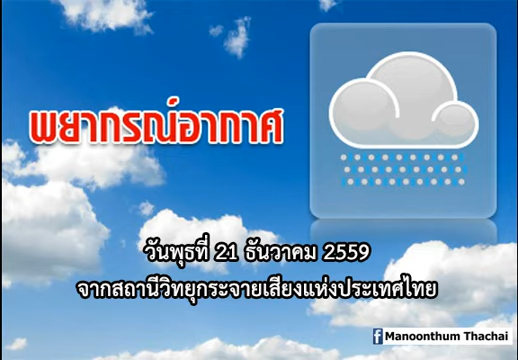 พยากรณ์อากาศ
วันพุธที่ 21 ธันวาคม 2559
จากสถานีวิทยุกระจายเสียงแห่งประเทศไทย
f Manoonthum Thachai